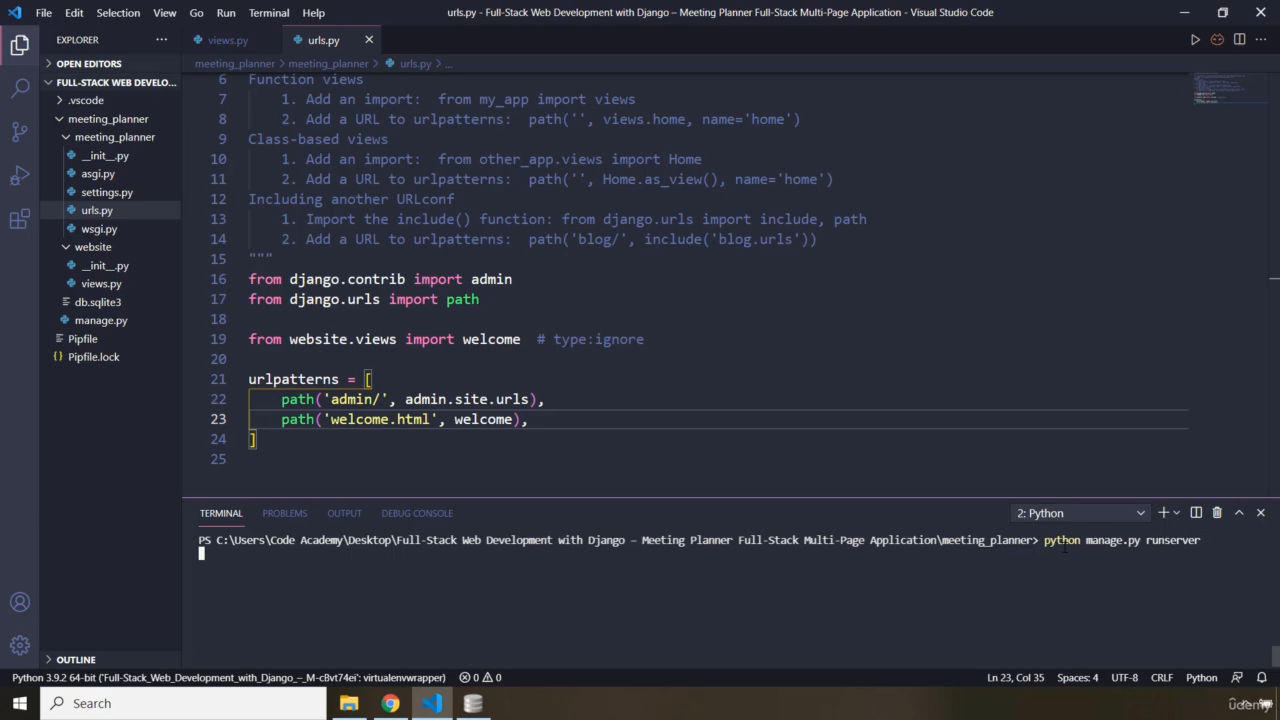 File Edit Selection View Go Run Terminal Help
urls.py - Full-Stack Web Development with Django – Meeting Planner Full-Stack Multi-Page Application - Visual Studio Code
EXPLORER
OPEN EDITORS
FULL-STACK WEB DEVELO...
.vscode
meeting_planner
meeting_planner
__init__.py
asgi.py
settings.py
urls.py
wsgi.py
website
__init__.py
views.py
db.sqlite3
manage.py
Pipfile
Pipfile.lock
OUTLINE
views.py urls.py
meeting_planner > meeting_planner > urls.py > ...
6 Function views
7     1. Add an import:  from my_app import views
8     2. Add a URL to urlpatterns:  path('', views.home, name='home')
9 Class-based views
10     1. Add an import:  from other_app.views import Home
11     2. Add a URL to urlpatterns:  path('', Home.as_view(), name='home')
12 Including another URLconf
13     1. Import the include() function: from django.urls import include, path
14     2. Add a URL to urlpatterns:  path('blog/', include('blog.urls'))
15 """
16 from django.contrib import admin
17 from django.urls import path
18
19 from website.views import welcome  # type:ignore
20
21 urlpatterns = [
22     path('admin/', admin.site.urls),
23     path('welcome.html', welcome),
24 ]
25
TERMINAL PROBLEMS OUTPUT DEBUG CONSOLE
2: Python
PS C:\Users\Code Academy\Desktop\Full-Stack Web Development with Django – Meeting Planner Full-Stack Multi-Page Application\meeting_planner> python manage.py runserver
Python 3.9.2 64-bit ('Full-Stack_Web_Development_with_Django_-_M-cBvt74ei': virtualenvwrapper) 0 0
Ln 23, Col 35 Spaces: 4 UTF-8 CRLF Python
Search
udemy